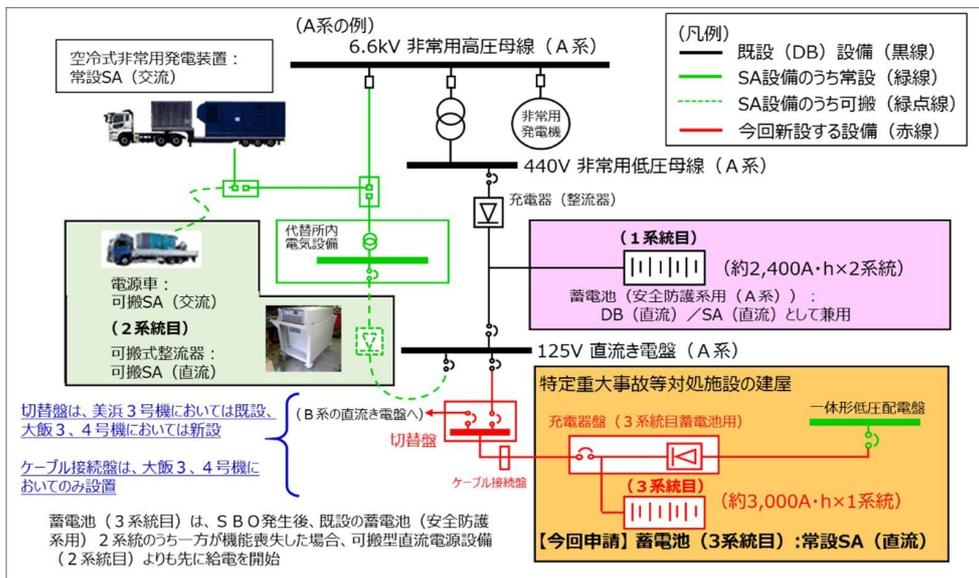 （A系の例）
6.6kV 非常用高圧母線（A系）
空冷式非常用発電装置：
常設SA（交流）
（凡例）
既設（DB）設備（黒線）
SA設備のうち常設（緑線）
SA設備のうち可搬（緑点線）
今回新設する設備（赤線）
非常用
発電機
440V 非常用低圧母線（A系）
充電器（整流器）
代替所内
電気設備
電源車：
可搬SA（交流）
（２系統目）
可搬式整流器：
可搬SA（直流）
（１系統目）
（約2,400A･h×2系統）
蓄電池（安全防護系用（A系））：
DB（直流）／SA（直流）として兼用
125V 直流き電盤（A系）
特定重大事故等対処施設の建屋
一体形低圧配電盤
充電器盤（３系統目蓄電池用）
（３系統目）
（約3,000A･h×1系統）
【今回申請】蓄電池（3系統目）:常設SA（直流）
（B系の直流き電盤へ）
切替盤
ケーブル接続盤
切替盤は、美浜３号機においては既設、
大飯３、４号機においては新設
ケーブル接続盤は、大飯３、４号機に
おいてのみ設置
蓄電池（３系統目）は、ＳＢＯ発生後、既設の蓄電池（安全防護
系用）２系統のうち一方が機能喪失した場合、可搬型直流電源設備
（２系統目）よりも先に給電を開始